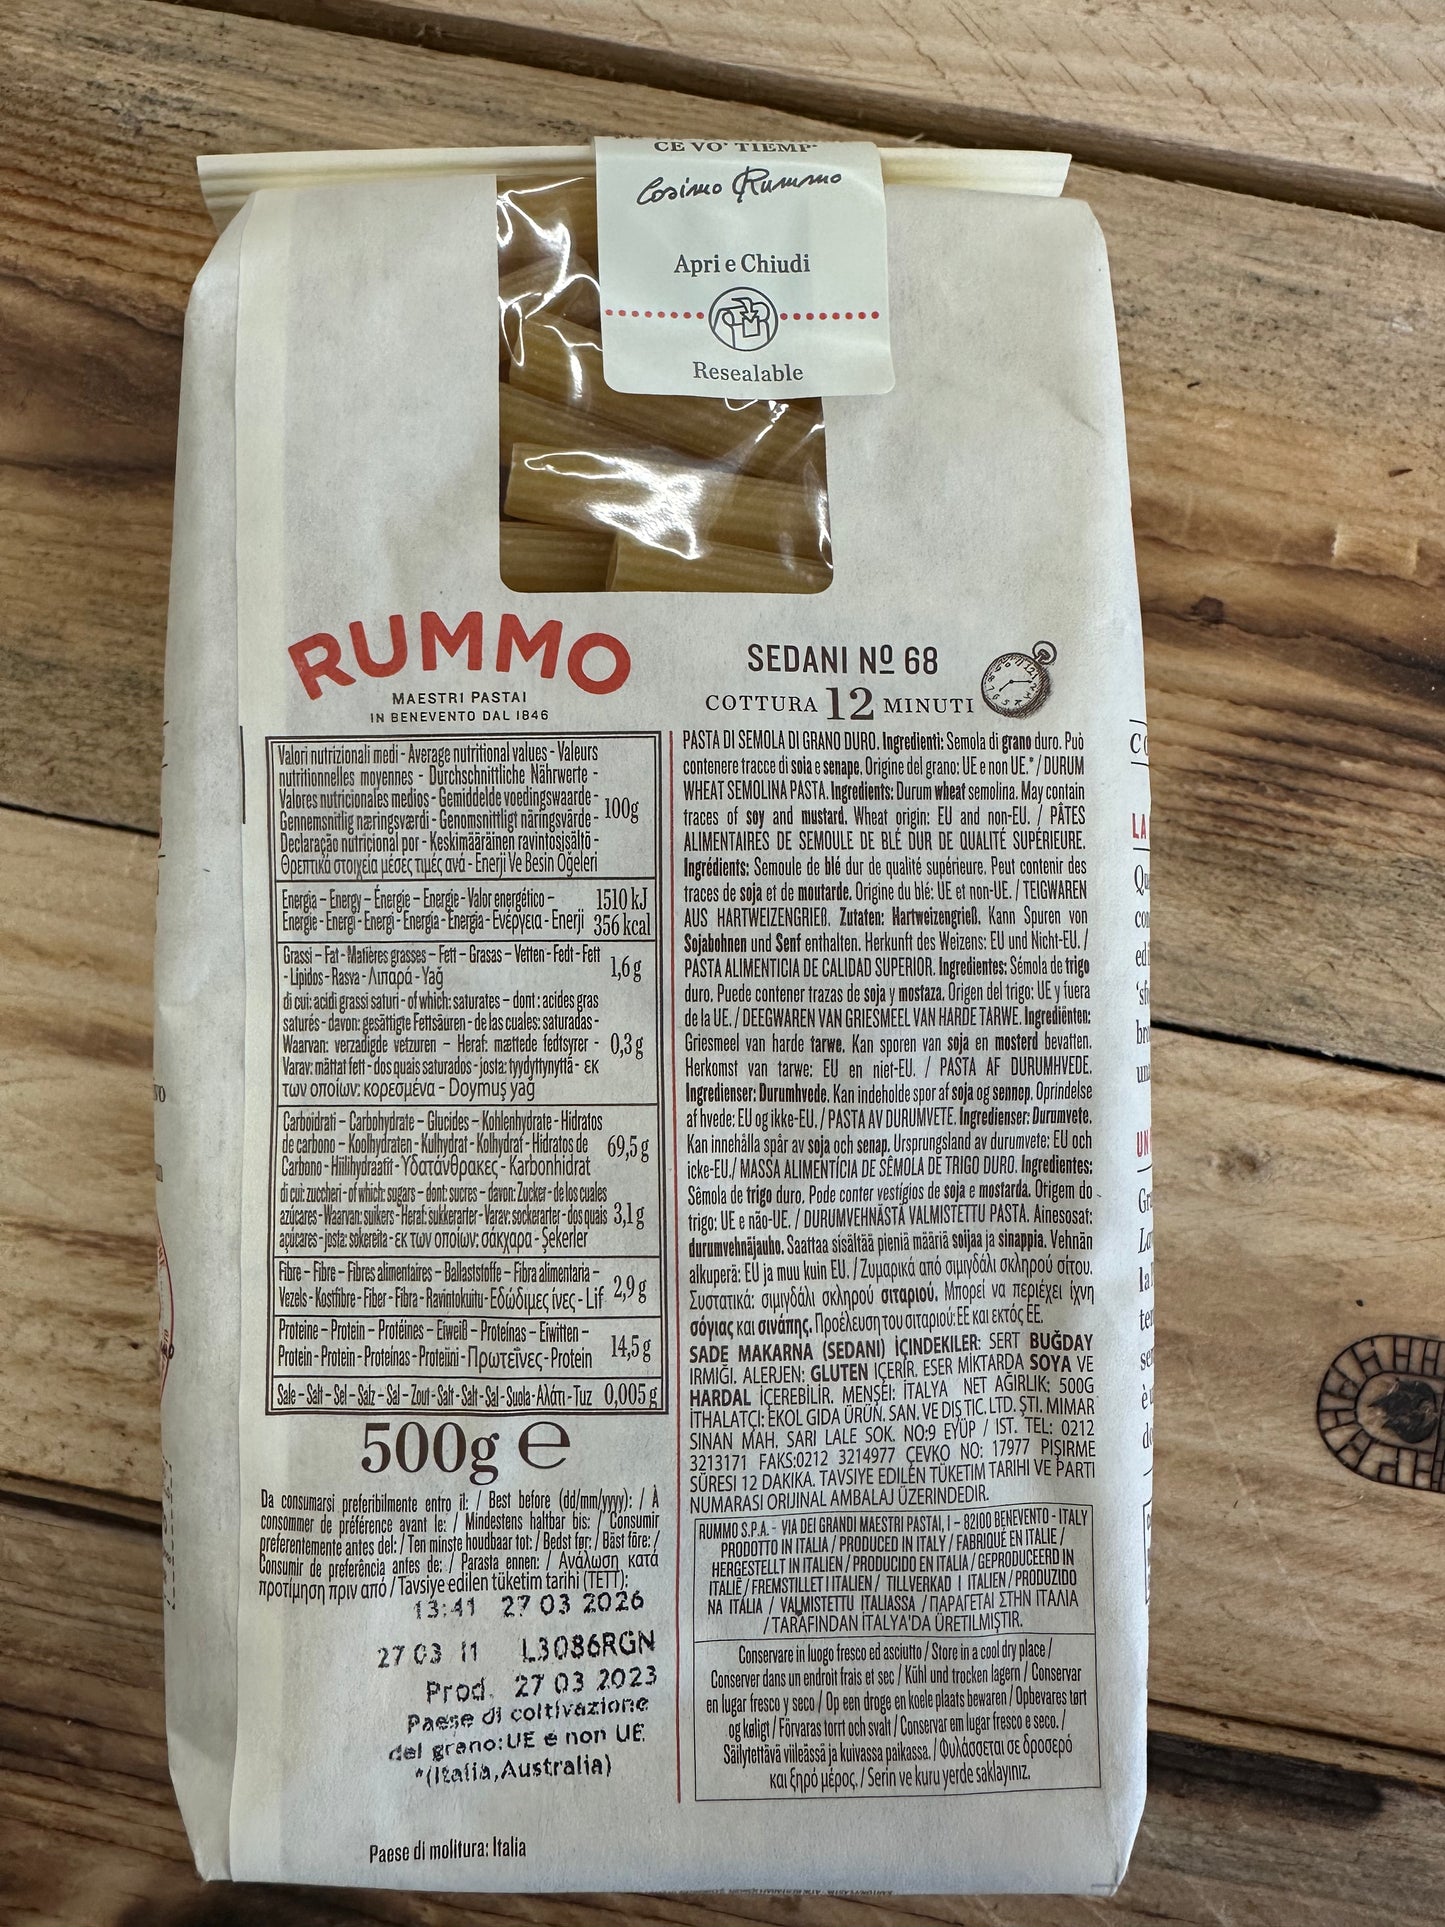 CE VO' TIEMP'
Cosimo Rummo
Apri e Chiudi
Resealable
RUMMO
MAESTRI PASTAI
IN BENEVENTO DAL 1846
SEDANI Nº 68
COTTURA 12 MINUTI
Valori nutrizionali medi - Average nutritional values - Valeurs
nutritionnelles moyennes - Durchschnittliche Nährwerte -
Valores nutricionales medios - Gemiddelde voedingswaarde -
Gennemsnitlig næringsværdi - Genomsnittligt näringsvärde - 100g
Declaração nutricional por - Keskimääräinen ravintosisältö -
Θρεπτικά στοιχεία μέσες τιμές ανά - Enerji Ve Besin Öğeleri
Energia – Energy – Énergie – Energie - Valor energético – 1510 kJ
Energie - Energi - Energi - Energia - Energia - Ενέργεια - Enerji 356 kcal
Grassi – Fat - Matières grasses – Fett – Grasas – Vetten - Fedt - Fett
- Lípidos - Rasva - Λιπαρά - Yağ 1,6 g
di cui: acidi grassi saturi - of which: saturates – dont : acides gras
saturés - davon: gesättigte Fettsäuren - de las cuales: saturadas -
Waarvan: verzadigde vetzuren – Heraf: mættede fedtsyrer - 0,3 g
Varav: mättat fett - dos quais saturados - josta: tyydyttynyttä - εκ
των οποίων: κορεσμένα - Doymuş yağ
Carboidrati – Carbohydrate – Glucides – Kohlenhydrate - Hidratos
de carbono – Koolhydraten - Kulhydrat - Kolhydrat - Hidratos de 69,5 g
Carbono - Hiilihydraatit - Υδατάνθρακες - Karbonhidrat
di cui: zuccheri - of which: sugars – dont: sucres – davon: Zucker - de los cuales
azúcares - Waarvan: suikers - Heraf: sukkerarter - Varav: sockerarter - dos quais 3,1 g
açúcares - josta: sokereita - εκ των οποίων: σάκχαρα - Şekerler
Fibre – Fibre – Fibres alimentaires – Ballaststoffe – Fibra alimentaria –
Vezels - Kostfibre - Fiber - Fibra - Ravintokuitu - Εδώδιμες ίνες - Lif 2,9 g
Proteine – Protein – Protéines – Eiweiß – Proteínas – Eiwitten –
Protein - Protein - Proteínas - Proteiini - Πρωτεΐνες - Protein 14,5 g
Sale – Salt – Sel – Salz – Sal – Zout - Salt - Salt - Sal - Suola - Αλάτι - Tuz 0,005 g
500g ℮
Da consumarsi preferibilmente entro il: / Best before (dd/mm/yyyy): / À
consommer de préférence avant le: / Mindestens haltbar bis: / Consumir
preferentemente antes del: / Ten minste houdbaar tot: / Bedst før: / Bäst före: /
Consumir de preferência antes de: / Parasta ennen: / Ανάλωση κατά
προτίμηση πριν από / Tavsiye edilen tüketim tarihi (TETT):
13:41 27 03 2026
27 03 11 L3086RGN
Prod. 27 03 2023
Paese di coltivazione
del grano:UE e non UE
*(Italia,Australia)
Paese di molitura: Italia
PASTA DI SEMOLA DI GRANO DURO. Ingredienti: Semola di grano duro. Può
contenere tracce di soia e senape. Origine del grano: UE e non UE.* / DURUM
WHEAT SEMOLINA PASTA. Ingredients: Durum wheat semolina. May contain
traces of soy and mustard. Wheat origin: EU and non-EU. / PÂTES
ALIMENTAIRES DE SEMOULE DE BLÉ DUR DE QUALITÉ SUPÉRIEURE.
Ingrédients: Semoule de blé dur de qualité supérieure. Peut contenir des
traces de soja et de moutarde. Origine du blé: UE et non-UE. / TEIGWAREN
AUS HARTWEIZENGRIEß. Zutaten: Hartweizengrieß. Kann Spuren von
Sojabohnen und Senf enthalten. Herkunft des Weizens: EU und Nicht-EU. /
PASTA ALIMENTICIA DE CALIDAD SUPERIOR. Ingredientes: Sémola de trigo
duro. Puede contener trazas de soja y mostaza. Origen del trigo: UE y fuera
de la UE. / DEEGWAREN VAN GRIESMEEL VAN HARDE TARWE. Ingrediënten:
Griesmeel van harde tarwe. Kan sporen van soja en mosterd bevatten.
Herkomst van tarwe: EU en niet-EU. / PASTA AF DURUMHVEDE.
Ingredienser: Durumhvede. Kan indeholde spor af soja og sennep. Oprindelse
af hvede: EU og ikke-EU. / PASTA AV DURUMVETE. Ingredienser: Durumvete.
Kan innehålla spår av soja och senap. Ursprungsland av durumvete: EU och
icke-EU./ MASSA ALIMENTÍCIA DE SÊMOLA DE TRIGO DURO. Ingredientes:
Sêmola de trigo duro. Pode conter vestígios de soja e mostarda. Origem do
trigo: UE e não-UE. / DURUMVEHNÄSTÄ VALMISTETTU PASTA. Ainesosat:
durumvehnäjauho. Saattaa sisältää pieniä määriä soijaa ja sinappia. Vehnän
alkuperä: EU ja muu kuin EU. / Ζυμαρικά από σιμιγδάλι σκληρού σίτου.
Συστατικά: σιμιγδάλι σκληρού σιταριού. Μπορεί να περιέχει ίχνη
σόγιας και σινάπης. Προέλευση του σιταριού: ΕΕ και εκτός ΕΕ.
SADE MAKARNA (SEDANI) İÇİNDEKILER: SERT BUĞDAY
IRMIĞI. ALERJEN: GLUTEN IÇERİR. ESER MİKTARDA SOYA VE
HARDAL İÇEREBİLİR. MENŞEİ: İTALYA NET AĞIRLIK: 500G
İTHALATÇI: EKOL GIDA ÜRÜN. SAN. VE DIŞ TIC. LTD. ŞTI. MIMAR
SINAN MAH. SARI LALE SOK. NO:9 EYÜP / IST. TEL: 0212
3213171 FAKS:0212 3214977 ÇEVKO NO: 17977 PIŞIRME
SÜRESI 12 DAKIKA. TAVSIYE EDILEN TÜKETIM TARIHI VE PARTI
NUMARASI ORIJINAL AMBALAJ ÜZERINDEDIR.
RUMMO S.P.A. - VIA DEI GRANDI MAESTRI PASTAI, I – 82100 BENEVENTO - ITALY
PRODOTTO IN ITALIA / PRODUCED IN ITALY / FABRIQUÉ EN ITALIE /
HERGESTELLT IN ITALIEN / PRODUCIDO EN ITALIA / GEPRODUCEERD IN
ITALIË / FREMSTILLET I ITALIEN / TILLVERKAD I ITALIEN / PRODUZIDO
NA ITÁLIA / VALMISTETTU ITALIASSA / ΠΑΡΑΓΕΤΑΙ ΣΤΗΝ ΙΤΑΛΙΑ
/ TARAFINDAN İTALYA'DA ÜRETILMIŞTIR.
Conservare in luogo fresco ed asciutto / Store in a cool dry place /
Conserver dans un endroit frais et sec / Kühl und trocken lagern / Conservar
en lugar fresco y seco / Op een droge en koele plaats bewaren / Opbevares tørt
og køligt / Förvaras torrt och svalt / Conservar em lugar fresco e seco. /
Säilytettävä viileässä ja kuivassa paikassa. / Φυλάσσεται σε δροσερό
και ξηρό μέρος. / Serin ve kuru yerde saklayınız.